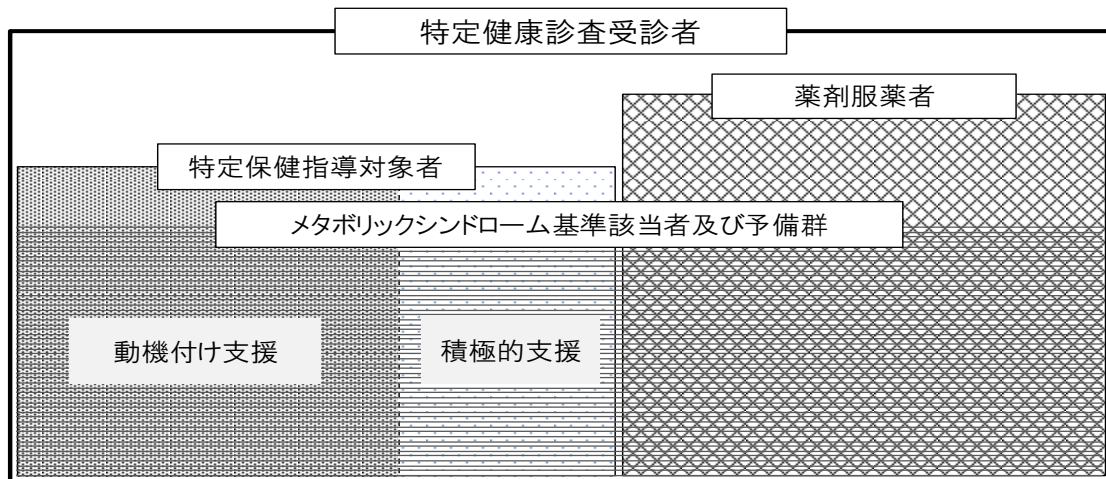 特定健康診査受診者
薬剤服薬者
特定保健指導対象者
メタボリックシンドローム基準該当者及び予備群
動機付け支援
積極的支援